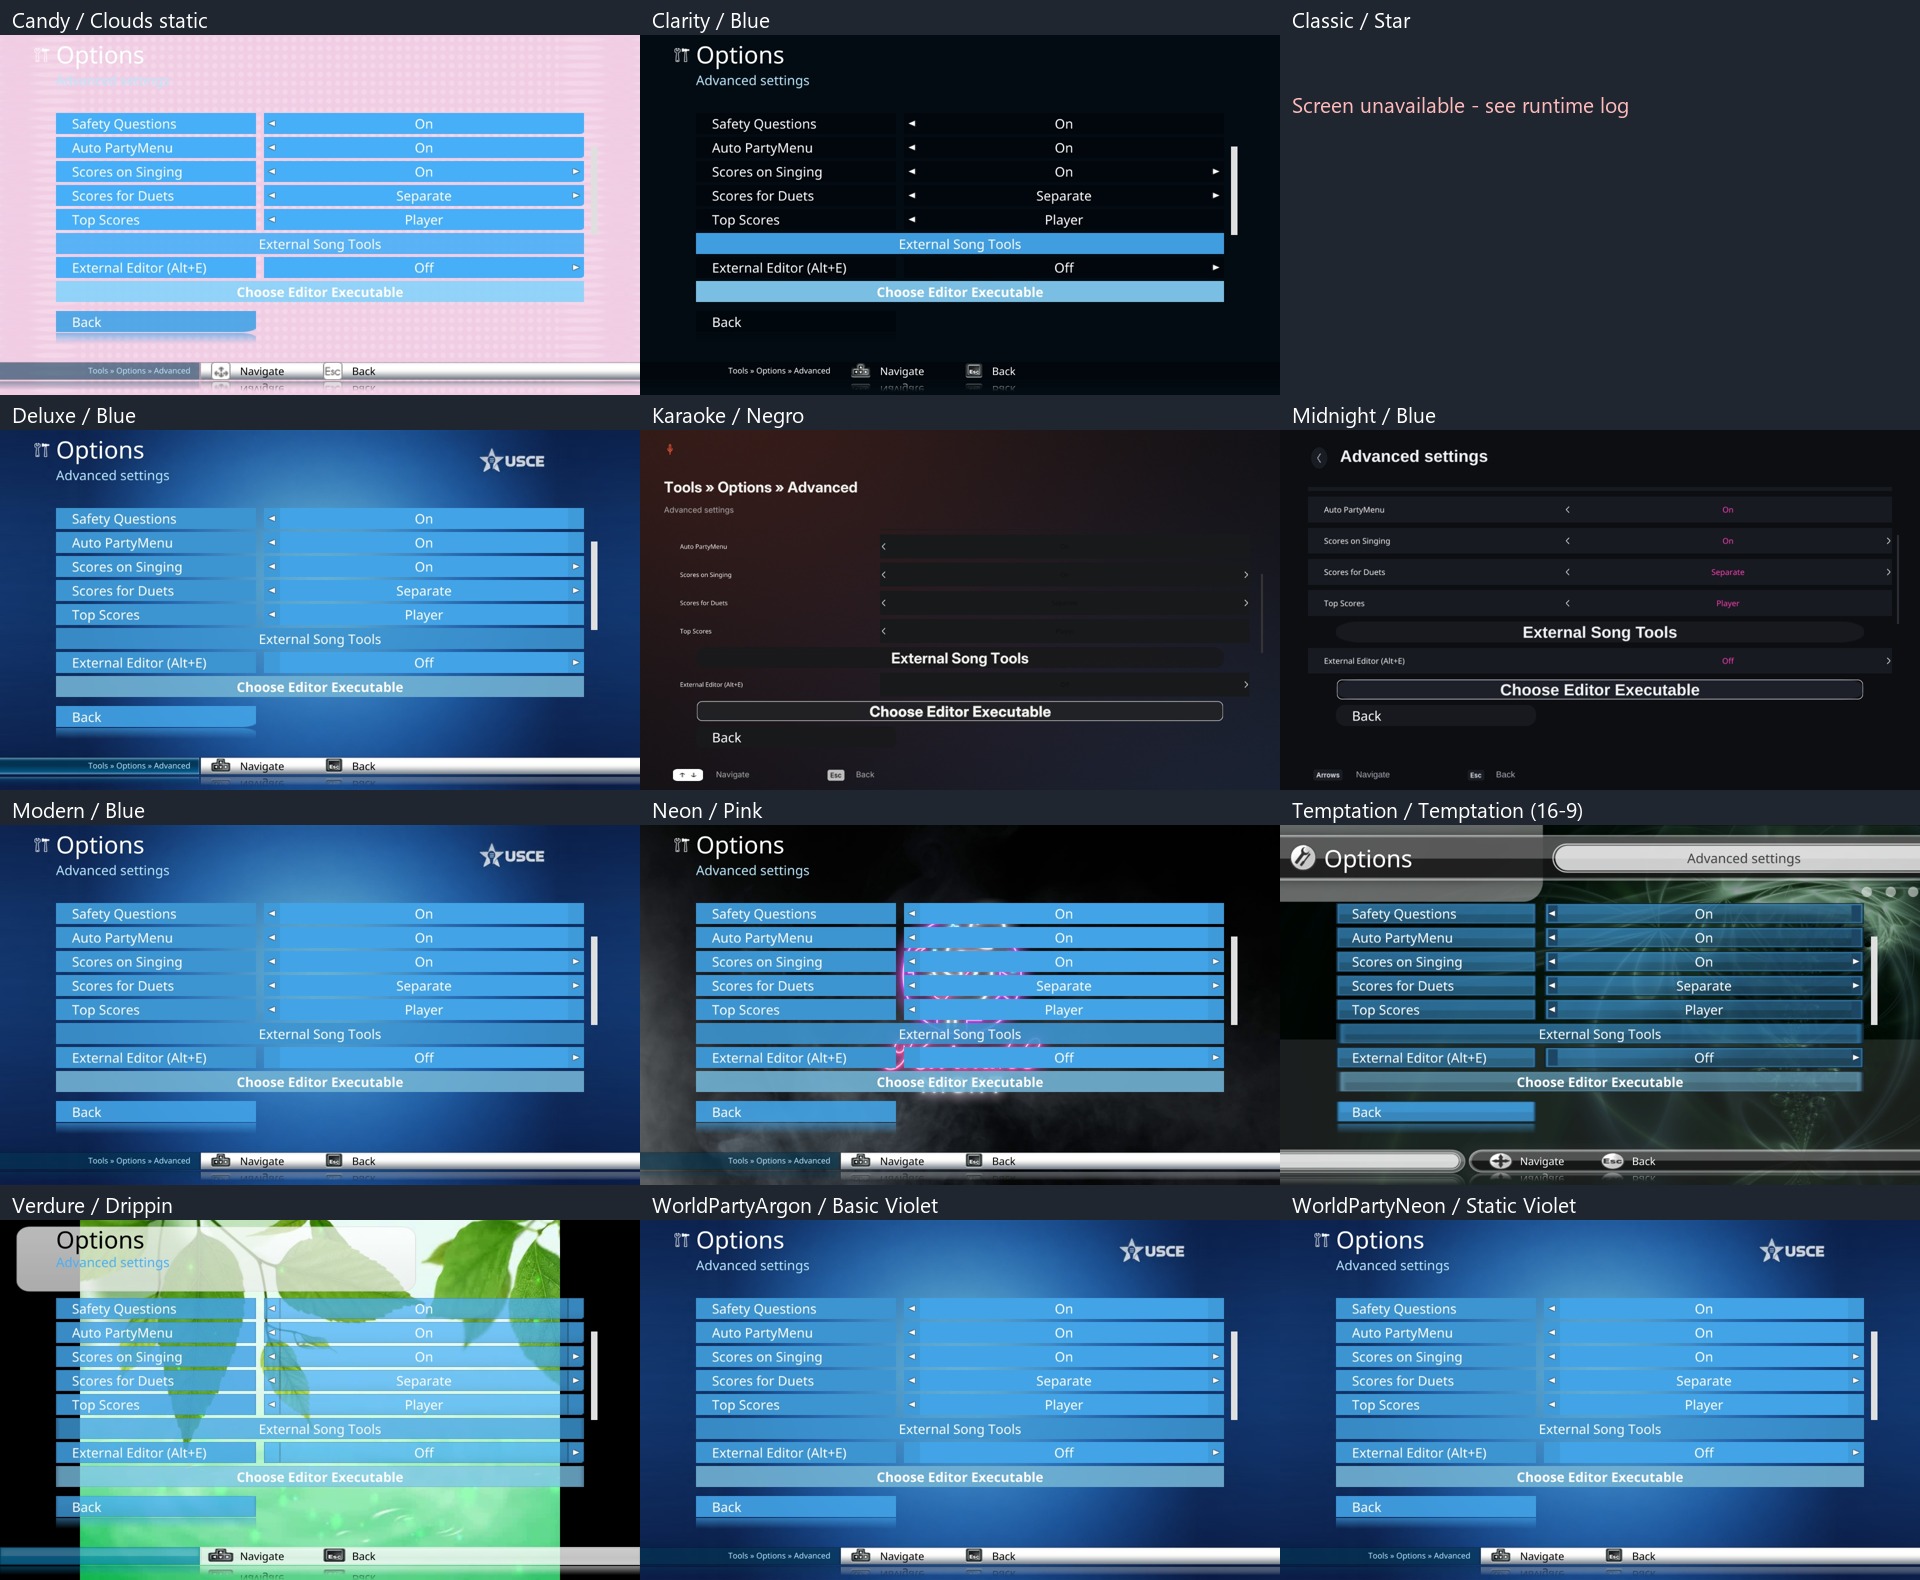 Candy / Clouds static
Options
Advanced settings
Safety Questions On
Auto PartyMenu On
Scores on Singing On
Scores for Duets Separate
Top Scores Player
External Song Tools
External Editor (Alt+E) Off
Choose Editor Executable
Back
Tools » Options » Advanced Navigate Esc Back
Clarity / Blue
Options
Advanced settings
Safety Questions On
Auto PartyMenu On
Scores on Singing On
Scores for Duets Separate
Top Scores Player
External Song Tools
External Editor (Alt+E) Off
Choose Editor Executable
Back
Tools » Options » Advanced Navigate Esc Back
Classic / Star
Screen unavailable - see runtime log
Deluxe / Blue
Options
Advanced settings
USCE
Safety Questions On
Auto PartyMenu On
Scores on Singing On
Scores for Duets Separate
Top Scores Player
External Song Tools
External Editor (Alt+E) Off
Choose Editor Executable
Back
Tools » Options » Advanced Navigate Esc Back
Karaoke / Negro
Tools » Options » Advanced
Advanced settings
Auto PartyMenu
Scores on Singing
Scores for Duets
Top Scores
External Song Tools
External Editor (Alt+E)
Choose Editor Executable
Back
Navigate Esc Back
Midnight / Blue
Advanced settings
Auto PartyMenu On
Scores on Singing On
Scores for Duets Separate
Top Scores Player
External Song Tools
External Editor (Alt+E) Off
Choose Editor Executable
Back
Arrows Navigate Esc Back
Modern / Blue
Options
Advanced settings
USCE
Safety Questions On
Auto PartyMenu On
Scores on Singing On
Scores for Duets Separate
Top Scores Player
External Song Tools
External Editor (Alt+E) Off
Choose Editor Executable
Back
Tools » Options » Advanced Navigate Esc Back
Neon / Pink
Options
Advanced settings
Safety Questions On
Auto PartyMenu On
Scores on Singing On
Scores for Duets Separate
Top Scores Player
External Song Tools
External Editor (Alt+E) Off
Choose Editor Executable
Back
Tools » Options » Advanced Navigate Esc Back
Temptation / Temptation (16-9)
Options
Advanced settings
Safety Questions On
Auto PartyMenu On
Scores on Singing On
Scores for Duets Separate
Top Scores Player
External Song Tools
External Editor (Alt+E) Off
Choose Editor Executable
Back
Navigate Esc Back
Verdure / Drippin
Options
Advanced settings
Safety Questions On
Auto PartyMenu On
Scores on Singing On
Scores for Duets Separate
Top Scores Player
External Song Tools
External Editor (Alt+E) Off
Choose Editor Executable
Back
Navigate Esc Back
WorldPartyArgon / Basic Violet
Options
Advanced settings
USCE
Safety Questions On
Auto PartyMenu On
Scores on Singing On
Scores for Duets Separate
Top Scores Player
External Song Tools
External Editor (Alt+E) Off
Choose Editor Executable
Back
Tools » Options » Advanced Navigate Esc Back
WorldPartyNeon / Static Violet
Options
Advanced settings
USCE
Safety Questions On
Auto PartyMenu On
Scores on Singing On
Scores for Duets Separate
Top Scores Player
External Song Tools
External Editor (Alt+E) Off
Choose Editor Executable
Back
Tools » Options » Advanced Navigate Esc Back